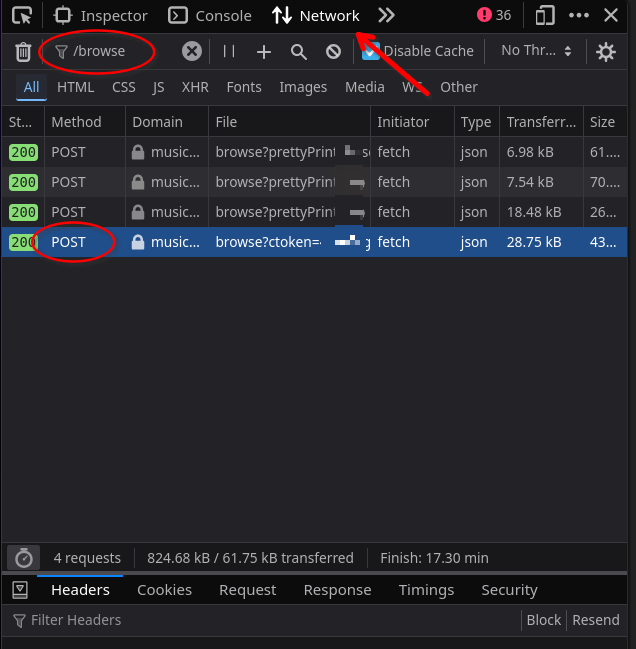 Inspector Console Network 36
/browse Disable Cache No Thr...
All HTML CSS JS XHR Fonts Images Media WS Other
St... Method Domain File Initiator Type Transferr... Size
200 POST music... browse?prettyPrint fetch json 6.98 kB 61....
200 POST music... browse?prettyPrint fetch json 7.54 kB 70....
200 POST music... browse?prettyPrint fetch json 18.48 kB 26...
200 POST music... browse?ctoken= fetch json 28.75 kB 43...
4 requests 824.68 kB / 61.75 kB transferred Finish: 17.30 min
Headers Cookies Request Response Timings Security
Filter Headers Block Resend